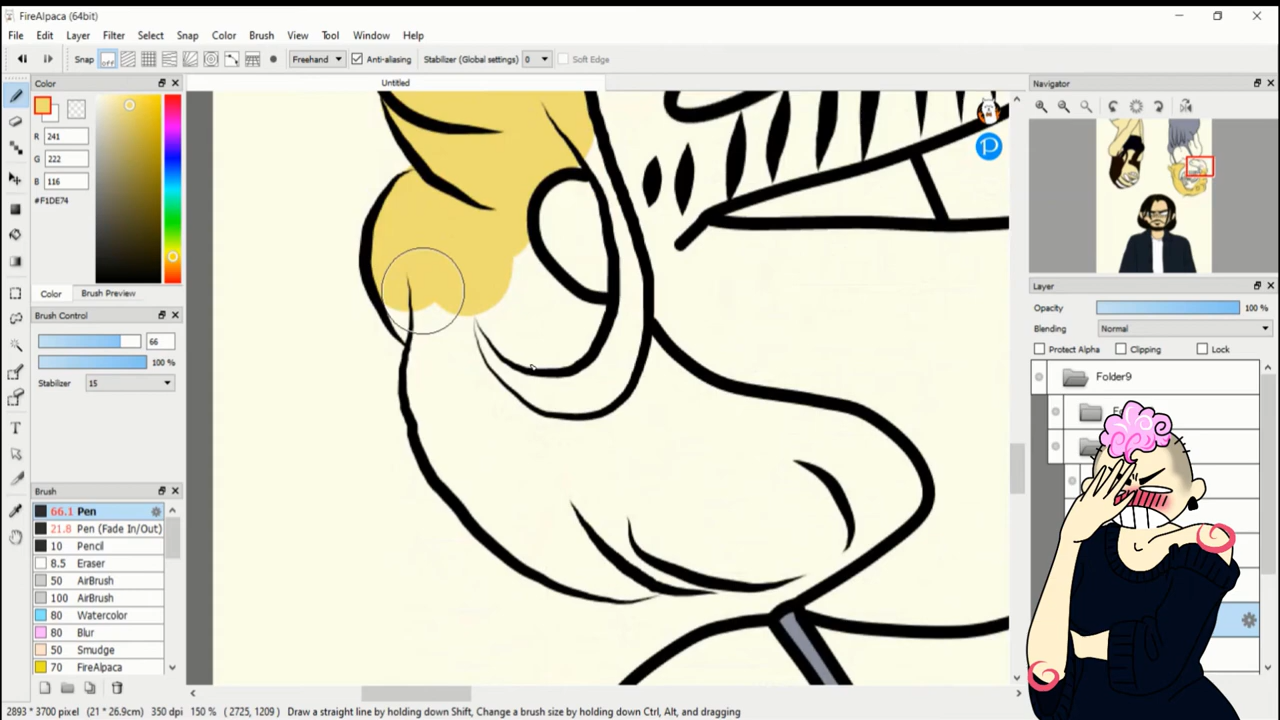 FireAlpaca (64bit)
File Edit Layer Filter Select Snap Color Brush View Tool Window Help
Snap off Freehand Anti-aliasing Stabilizer (Global settings) 0 Soft Edge
Color
Untitled
Navigator
R 241
G 222
B 116
#F1DE74
Color Brush Preview
Brush Control
66
100 %
Stabilizer 15
Brush
66.1 Pen
21.8 Pen (Fade In/Out)
10 Pencil
8.5 Eraser
50 AirBrush
100 AirBrush
80 Watercolor
80 Blur
50 Smudge
70 FireAlpaca
Layer
Opacity 100 %
Blending Normal
Protect Alpha Clipping Lock
Folder9
2893 * 3700 pixel (21 * 26.9cm) 350 dpi 150 % ( 2725, 1209 ) Draw a straight line by holding down Shift, Change a brush size by holding down Ctrl, Alt, and dragging